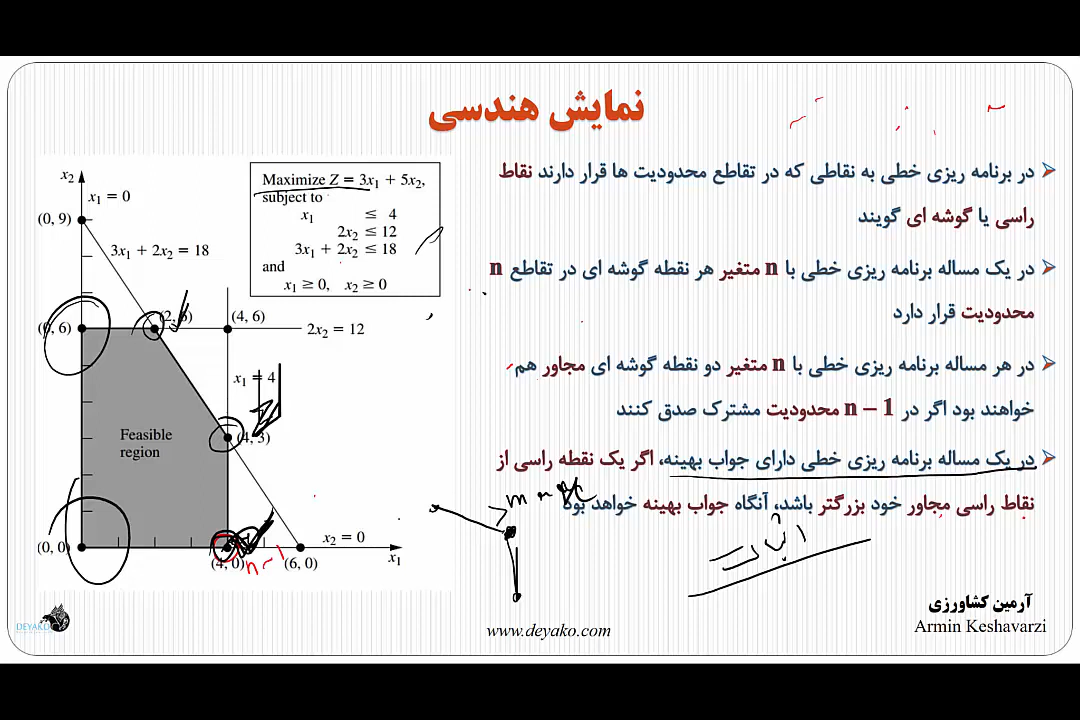 نمایش هندسی
در برنامه ریزی خطی به نقاطی که در تقاطع محدودیت ها قرار دارند نقاط
راسی یا گوشه ای گویند
در یک مساله برنامه ریزی خطی با n متغیر هر نقطه گوشه ای در تقاطع n
محدودیت قرار دارد
در هر مساله برنامه ریزی خطی با n متغیر دو نقطه گوشه ای مجاور هم
خواهند بود اگر در n − 1 محدودیت مشترک صدق کنند
در یک مساله برنامه ریزی خطی دارای جواب بهینه، اگر یک نقطه راسی از
نقاط راسی مجاور خود بزرگتر باشد، آنگاه جواب بهینه خواهد بود
x₂
x₁ = 0
(0, 9)
3x₁ + 2x₂ = 18
Maximize Z = 3x₁ + 5x₂,
subject to
x₁ ≤ 4
2x₂ ≤ 12
3x₁ + 2x₂ ≤ 18
and
x₁ ≥ 0, x₂ ≥ 0
(0, 6)
(2, 6)
(4, 6)
2x₂ = 12
x₁ = 4
Feasible
region
(4, 3)
(0, 0)
(4, 0)
n − 1
(6, 0)
x₂ = 0
x₁
اثبات
آرمین کشاورزی
Armin Keshavarzi
www.deyako.com
DEYAKO